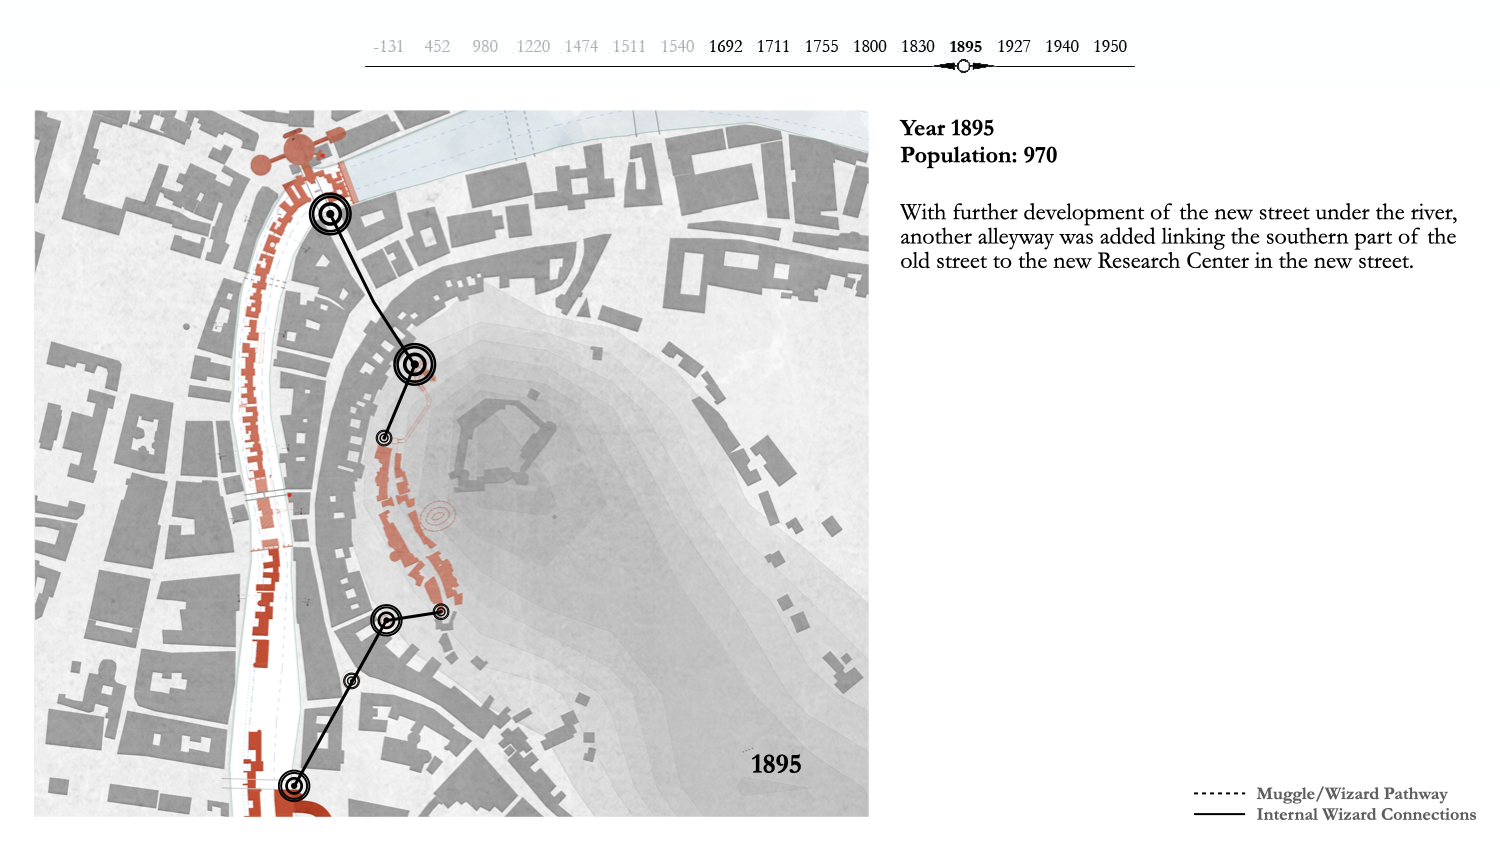 -131 452 980 1220 1474 1511 1540 1692 1711 1755 1800 1830 1895 1927 1940 1950
Year 1895
Population: 970
With further development of the new street under the river,
another alleyway was added linking the southern part of the
old street to the new Research Center in the new street.
1895
Muggle/Wizard Pathway
Internal Wizard Connections